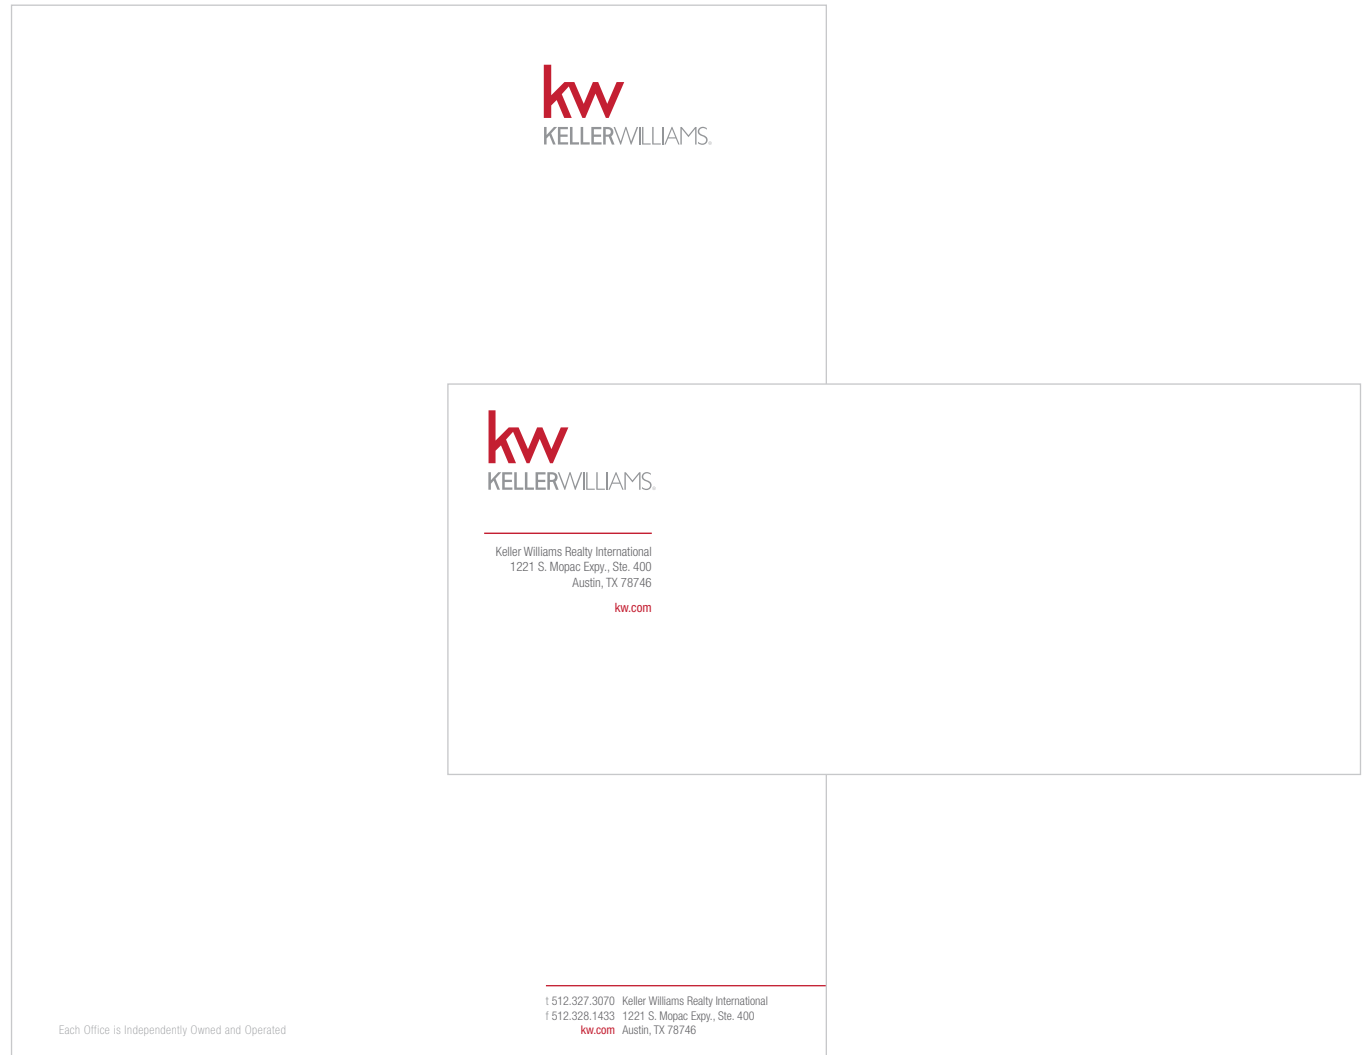 kw
KELLERWILLIAMS®
kw
KELLERWILLIAMS®
Keller Williams Realty International
1221 S. Mopac Expy., Ste. 400
Austin, TX 78746
kw.com
t 512.327.3070 Keller Williams Realty International
f 512.328.1433 1221 S. Mopac Expy., Ste. 400
kw.com Austin, TX 78746
Each Office is Independently Owned and Operated